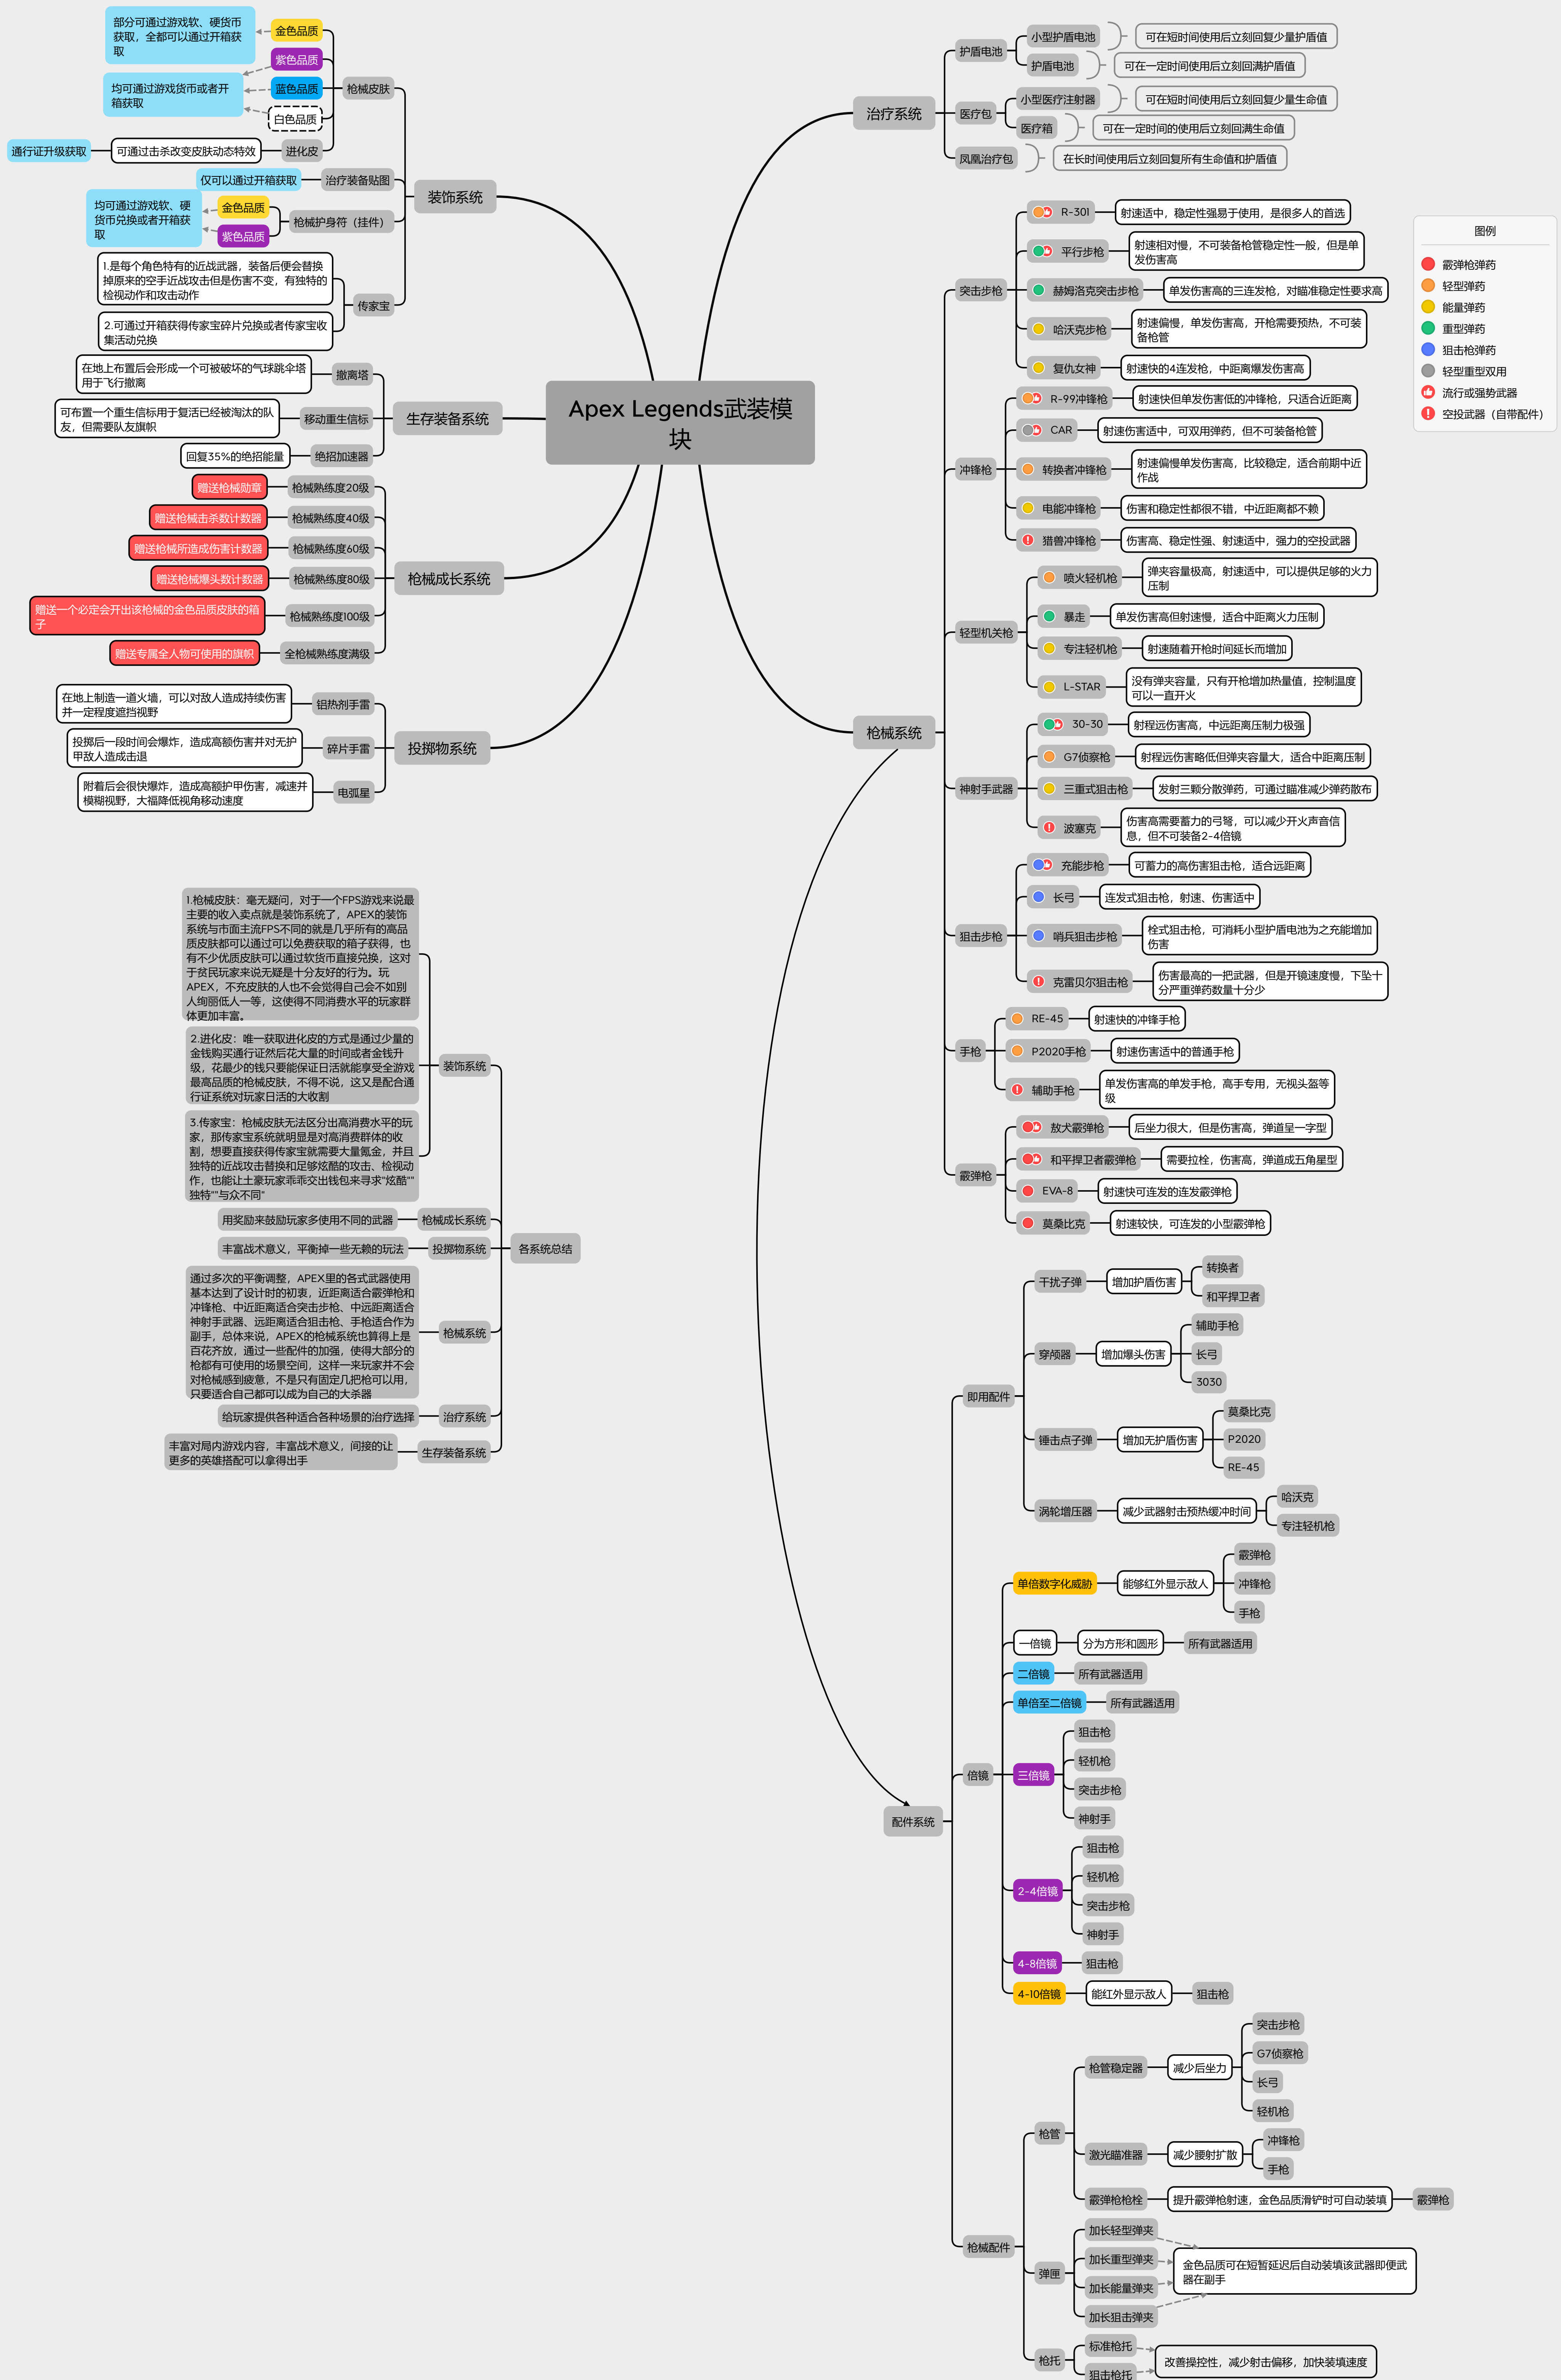 Apex Legends武装模
块
装饰系统
枪械皮肤
金色品质
部分可通过游戏软、硬货币
获取，全都可以通过开箱获
取
紫色品质
蓝色品质
白色品质
均可通过游戏货币或者开
箱获取
进化皮
可通过击杀改变皮肤动态特效
通行证升级获取
治疗装备贴图
仅可以通过开箱获取
枪械护身符（挂件）
金色品质
紫色品质
均可通过游戏软、硬
货币兑换或者开箱获
取
传家宝
1.是每个角色特有的近战武器，装备后便会替换
掉原来的空手近战攻击但是伤害不变，有独特的
检视动作和攻击动作
2.可通过开箱获得传家宝碎片兑换或者传家宝收
集活动兑换
生存装备系统
撤离塔
在地上布置后会形成一个可被破坏的气球跳伞塔
用于飞行撤离
移动重生信标
可布置一个重生信标用于复活已经被淘汰的队
友，但需要队友旗帜
绝招加速器
回复35%的绝招能量
枪械成长系统
枪械熟练度20级
赠送枪械勋章
枪械熟练度40级
赠送枪械击杀数计数器
枪械熟练度60级
赠送枪械所造成伤害计数器
枪械熟练度80级
赠送枪械爆头数计数器
枪械熟练度100级
赠送一个必定会开出该枪械的金色品质皮肤的箱
子
全枪械熟练度满级
赠送专属全人物可使用的旗帜
投掷物系统
铝热剂手雷
在地上制造一道火墙，可以对敌人造成持续伤害
并一定程度遮挡视野
碎片手雷
投掷后一段时间会爆炸，造成高额伤害并对无护
甲敌人造成击退
电弧星
附着后会很快爆炸，造成高额护甲伤害，减速并
模糊视野，大福降低视角移动速度
各系统总结
装饰系统
1.枪械皮肤：毫无疑问，对于一个FPS游戏来说最
主要的收入卖点就是装饰系统了，APEX的装饰
系统与市面主流FPS不同的就是几乎所有的高品
质皮肤都可以通过可以免费获取的箱子获得，也
有不少优质皮肤可以通过软货币直接兑换，这对
于贫民玩家来说无疑是十分友好的行为。玩
APEX，不充皮肤的人也不会觉得自己会不如别
人绚丽低人一等，这使得不同消费水平的玩家群
体更加丰富。
2.进化皮：唯一获取进化皮的方式是通过少量的
金钱购买通行证然后花大量的时间或者金钱升
级，花最少的钱只要能保证日活就能享受全游戏
最高品质的枪械皮肤，不得不说，这又是配合通
行证系统对玩家日活的大收割
3.传家宝：枪械皮肤无法区分出高消费水平的玩
家，那传家宝系统就明显是对高消费群体的收
割，想要直接获得传家宝就需要大量氪金，并且
独特的近战攻击替换和足够炫酷的攻击、检视动
作，也能让土豪玩家乖乖交出钱包来寻求"炫酷""
独特""与众不同"
枪械成长系统
用奖励来鼓励玩家多使用不同的武器
投掷物系统
丰富战术意义，平衡掉一些无赖的玩法
枪械系统
通过多次的平衡调整，APEX里的各式武器使用
基本达到了设计时的初衷，近距离适合霰弹枪和
冲锋枪、中近距离适合突击步枪、中远距离适合
神射手武器、远距离适合狙击枪、手枪适合作为
副手，总体来说，APEX的枪械系统也算得上是
百花齐放，通过一些配件的加强，使得大部分的
枪都有可使用的场景空间，这样一来玩家并不会
对枪械感到疲意，不是只有固定几把枪可以用，
只要适合自己都可以成为自己的大杀器
治疗系统
给玩家提供各种适合各种场景的治疗选择
生存装备系统
丰富对局内游戏内容，丰富战术意义，间接的让
更多的英雄搭配可以拿得出手
治疗系统
护盾电池
小型护盾电池
可在短时间使用后立刻回复少量护盾值
护盾电池
可在一定时间使用后立刻回满护盾值
医疗包
小型医疗注射器
可在短时间使用后立刻回复少量生命值
医疗箱
可在一定时间的使用后立刻回满生命值
凤凰治疗包
在长时间使用后立刻回复所有生命值和护盾值
枪械系统
突击步枪
R-301
射速适中，稳定性强易于使用，是很多人的首选
平行步枪
射速相对慢，不可装备枪管稳定性一般，但是单
发伤害高
赫姆洛克突击步枪
单发伤害高的三连发枪，对瞄准稳定性要求高
哈沃克步枪
射速偏慢，单发伤害高，开枪需要预热，不可装
备枪管
复仇女神
射速快的4连发枪，中距离爆发伤害高
冲锋枪
R-99冲锋枪
射速快但单发伤害低的冲锋枪，只适合近距离
CAR
射速伤害适中，可双用弹药，但不可装备枪管
转换者冲锋枪
射速偏慢单发伤害高，比较稳定，适合前期中近
作战
电能冲锋枪
伤害和稳定性都很不错，中近距离都不赖
猎兽冲锋枪
伤害高、稳定性强、射速适中，强力的空投武器
轻型机关枪
喷火轻机枪
弹夹容量极高，射速适中，可以提供足够的火力
压制
暴走
单发伤害高但射速慢，适合中距离火力压制
专注轻机枪
射速随着开枪时间延长而增加
L-STAR
没有弹夹容量，只有开枪增加热量值，控制温度
可以一直开火
神射手武器
30-30
射程远伤害高，中远距离压制力极强
G7侦察枪
射程远伤害略低但弹夹容量大，适合中距离压制
三重式狙击枪
发射三颗分散弹药，可通过瞄准减少弹药散布
波塞克
伤害高需要蓄力的弓弩，可以减少开火声音信
息，但不可装备2-4倍镜
狙击步枪
充能步枪
可蓄力的高伤害狙击枪，适合远距离
长弓
连发式狙击枪，射速、伤害适中
哨兵狙击步枪
栓式狙击枪，可消耗小型护盾电池为之充能增加
伤害
克雷贝尔狙击枪
伤害最高的一把武器，但是开镜速度慢，下坠十
分严重弹药数量十分少
手枪
RE-45
射速快的冲锋手枪
P2020手枪
射速伤害适中的普通手枪
辅助手枪
单发伤害高的单发手枪，高手专用，无视头盔等
级
霰弹枪
敖犬霰弹枪
后坐力很大，但是伤害高，弹道呈一字型
和平捍卫者霰弹枪
需要拉栓，伤害高，弹道成五角星型
EVA-8
射速快可连发的连发霰弹枪
莫桑比克
射速较快，可连发的小型霰弹枪
图例
霰弹枪弹药
轻型弹药
能量弹药
重型弹药
狙击枪弹药
轻型重型双用
流行或强势武器
空投武器（自带配件）
配件系统
即用配件
干扰子弹
增加护盾伤害
转换者
和平捍卫者
穿颅器
增加爆头伤害
辅助手枪
长弓
3030
锤击点子弹
增加无护盾伤害
莫桑比克
P2020
RE-45
涡轮增压器
减少武器射击预热缓冲时间
哈沃克
专注轻机枪
倍镜
单倍数字化威胁
能够红外显示敌人
霰弹枪
冲锋枪
手枪
一倍镜
分为方形和圆形
所有武器适用
二倍镜
所有武器适用
单倍至二倍镜
所有武器适用
三倍镜
狙击枪
轻机枪
突击步枪
神射手
2-4倍镜
狙击枪
轻机枪
突击步枪
神射手
4-8倍镜
狙击枪
4-10倍镜
能红外显示敌人
狙击枪
枪械配件
枪管
枪管稳定器
减少后坐力
突击步枪
G7侦察枪
长弓
轻机枪
激光瞄准器
减少腰射扩散
冲锋枪
手枪
霰弹枪枪栓
提升霰弹枪射速，金色品质滑铲时可自动装填
霰弹枪
弹匣
加长轻型弹夹
加长重型弹夹
加长能量弹夹
加长狙击弹夹
金色品质可在短暂延迟后自动装填该武器即便武
器在副手
枪托
标准枪托
狙击枪托
改善操控性，减少射击偏移，加快装填速度